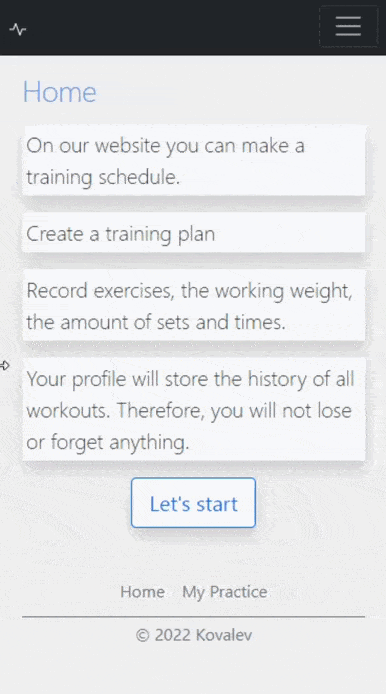 Home
On our website you can make a
training schedule.
Create a training plan
Record exercises, the working weight,
the amount of sets and times.
Your profile will store the history of all
workouts. Therefore, you will not lose
or forget anything.
Let's start
Home My Practice
© 2022 Kovalev